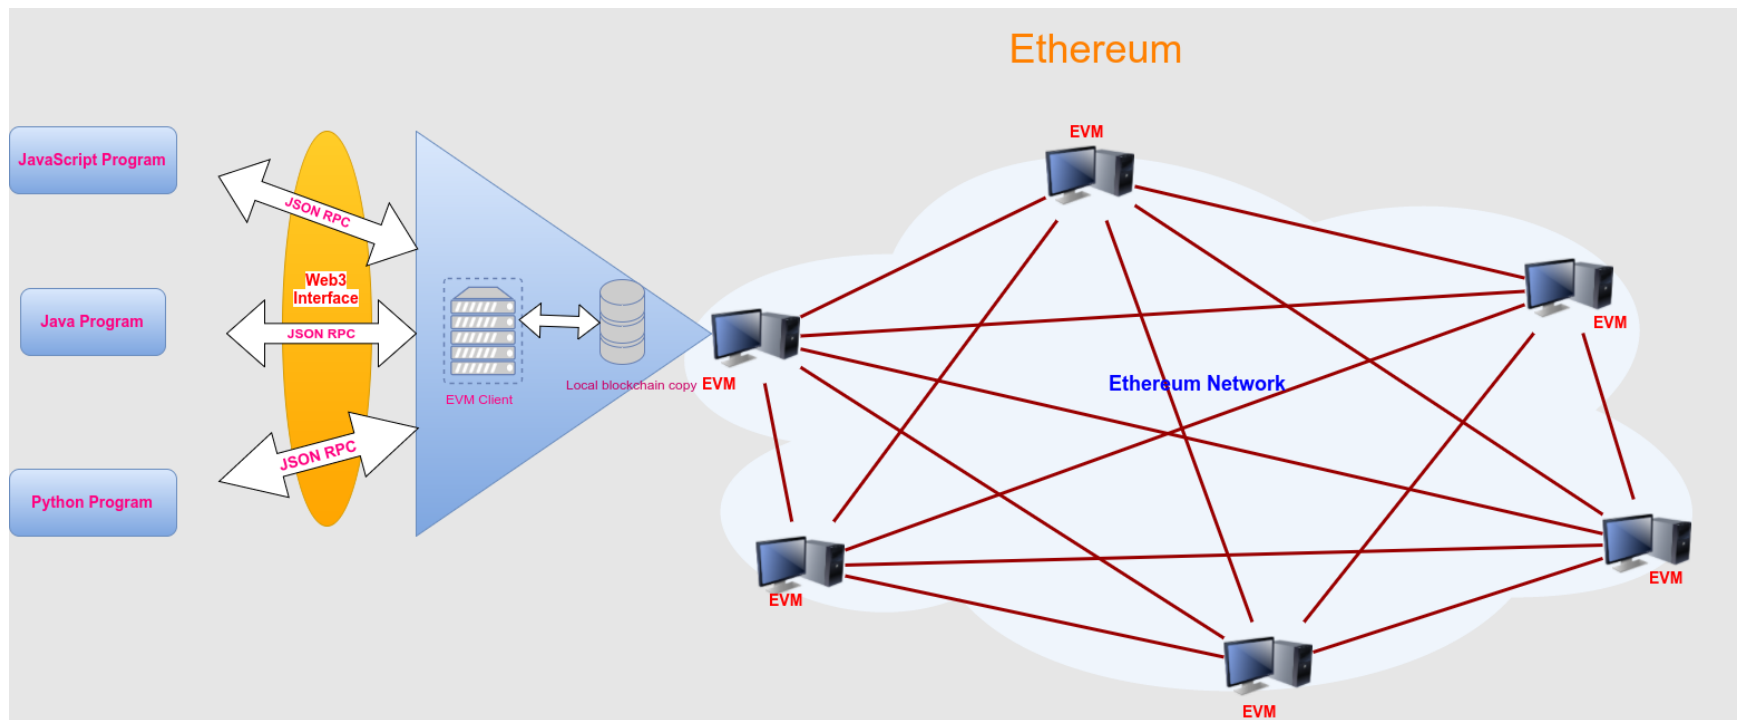 Ethereum
EVM
JavaScript Program
JSON RPC
Web3
Interface
EVM
Java Program
JSON RPC
Local blockchain copy
EVM
EVM Client
Ethereum Network
JSON RPC
Python Program
EVM
EVM
EVM